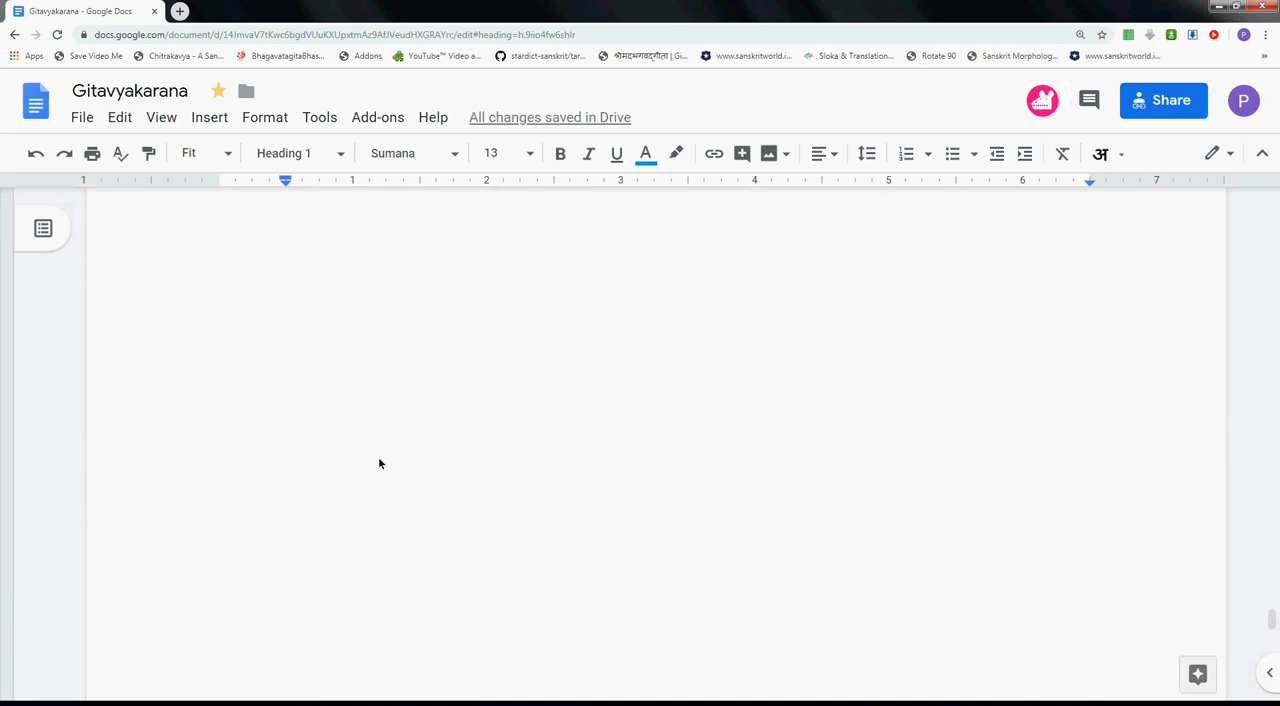 Gitavyakarana - Google Docs
docs.google.com/document/d/14JmvaV7tKwc6bgdVUuKXUpxtmAz9AfJVeudHXGRAYrc/edit#heading=h.9iio4fw6shlr
Apps Save Video Me Chitrakavya - A San... BhagavatagitaBhas... Addons YouTube™ Video a... stardict-sanskrit/tar... श्रीमद्भगवद्गीता | Gi... www.sanskritworld.i... Sloka & Translation... Rotate 90 Sanskrit Morpholog... www.sanskritworld.i... »
Gitavyakarana
Share
P
File Edit View Insert Format Tools Add-ons Help All changes saved in Drive
Fit Heading 1 Sumana 13 B I U A अ
1 1 2 3 4 5 6 7